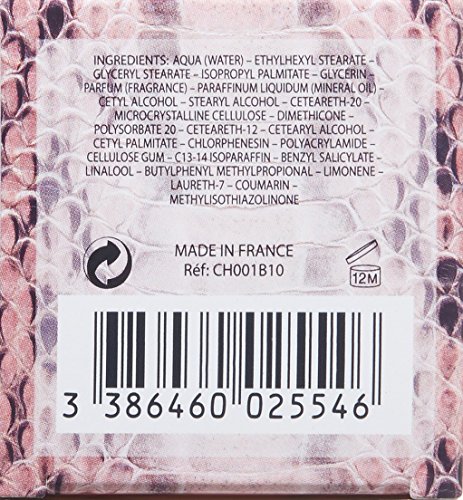 INGREDIENTS: AQUA (WATER) – ETHYLHEXYL STEARATE –
GLYCERYL STEARATE – ISOPROPYL PALMITATE – GLYCERIN –
PARFUM (FRAGRANCE) – PARAFFINUM LIQUIDUM (MINERAL OIL) –
CETYL ALCOHOL – STEARYL ALCOHOL – CETEARETH-20 –
MICROCRYSTALLINE CELLULOSE – DIMETHICONE –
POLYSORBATE 20 – CETEARETH-12 – CETEARYL ALCOHOL –
CETYL PALMITATE – CHLORPHENESIN – POLYACRYLAMIDE –
CELLULOSE GUM – C13-14 ISOPARAFFIN – BENZYL SALICYLATE –
LINALOOL – BUTYLPHENYL METHYLPROPIONAL – LIMONENE –
LAURETH-7 – COUMARIN –
METHYLISOTHIAZOLINONE
MADE IN FRANCE
Réf: CH001B10
12M
3 386460 025546